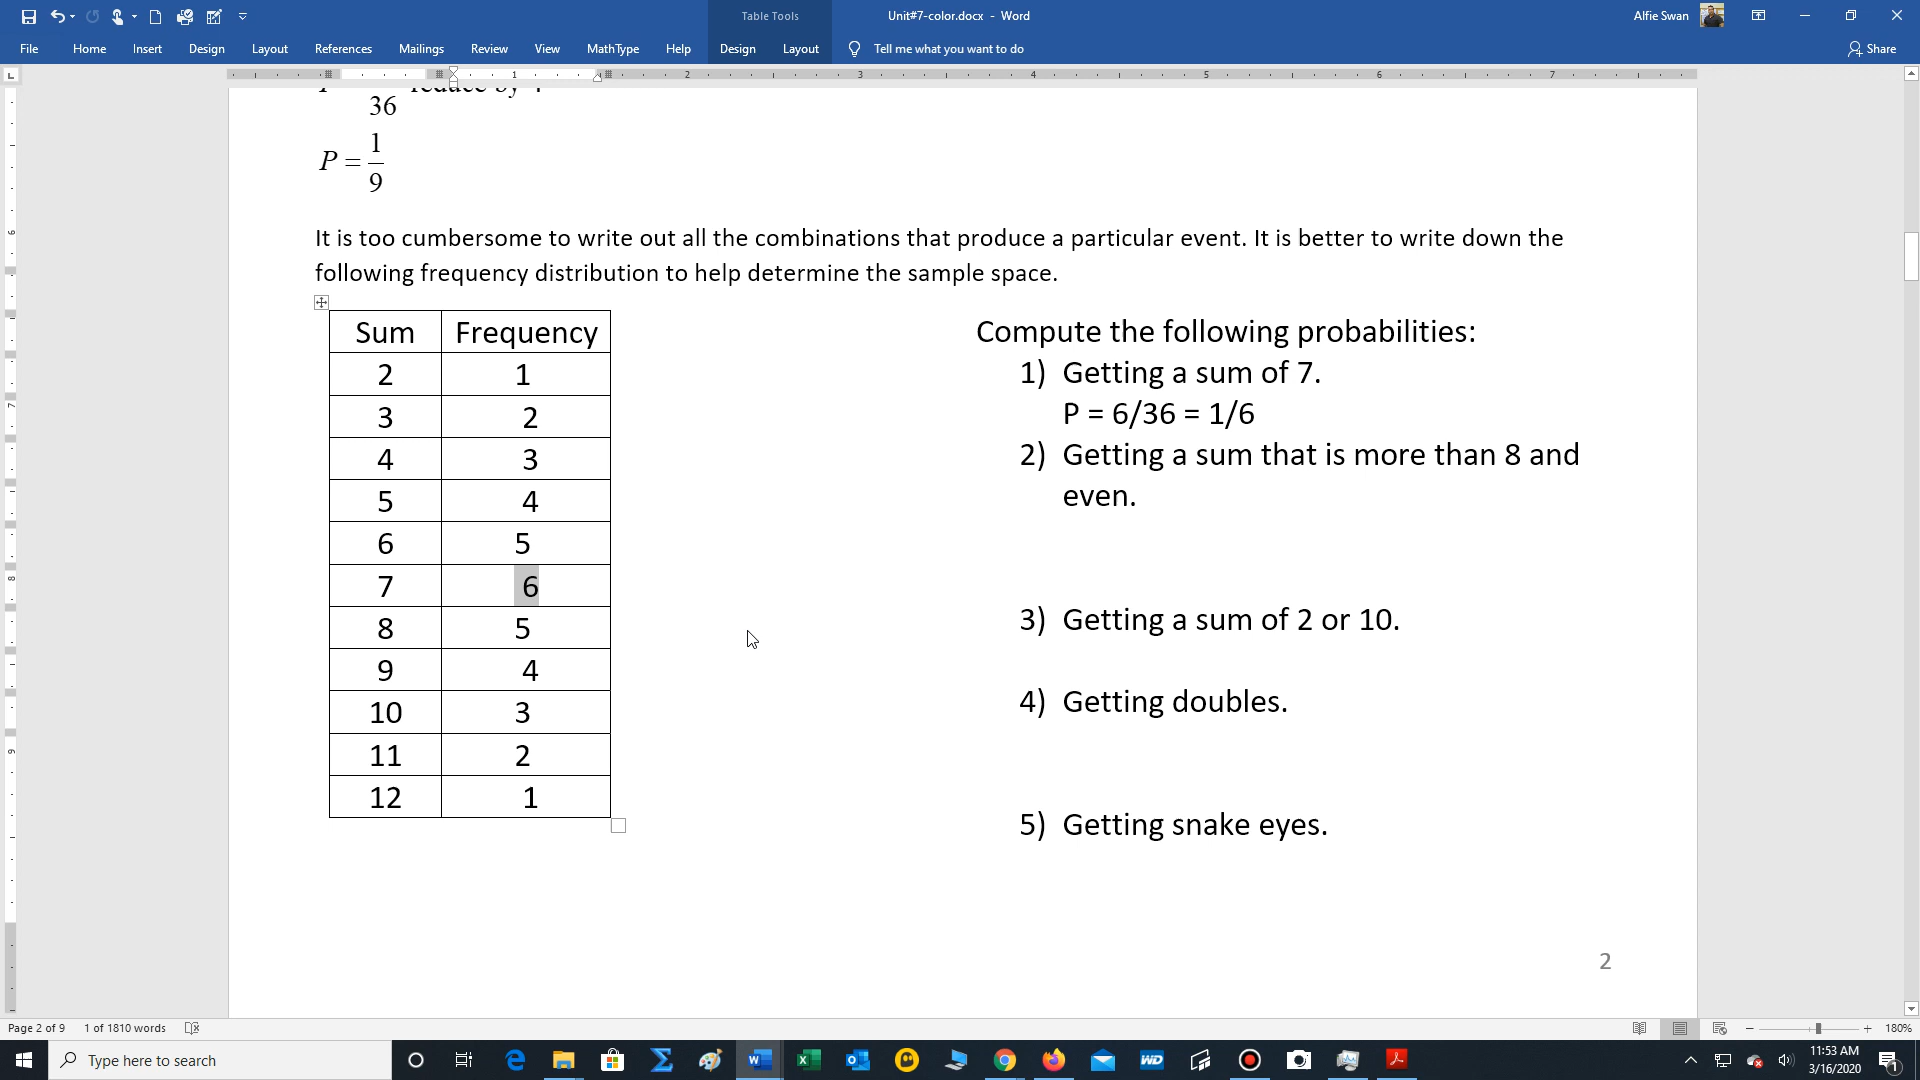 Table Tools
Unit#7-color.docx - Word
Alfie Swan
File Home Insert Design Layout References Mailings Review View MathType Help Design Layout Tell me what you want to do Share
1 2 3 4 5 6 7
36
P = 1/9
It is too cumbersome to write out all the combinations that produce a particular event. It is better to write down the
following frequency distribution to help determine the sample space.
Sum Frequency
2 1
3 2
4 3
5 4
6 5
7 6
8 5
9 4
10 3
11 2
12 1
Compute the following probabilities:
1) Getting a sum of 7.
P = 6/36 = 1/6
2) Getting a sum that is more than 8 and
even.
3) Getting a sum of 2 or 10.
4) Getting doubles.
5) Getting snake eyes.
2
Page 2 of 9 1 of 1810 words
180%
Type here to search
11:53 AM
3/16/2020